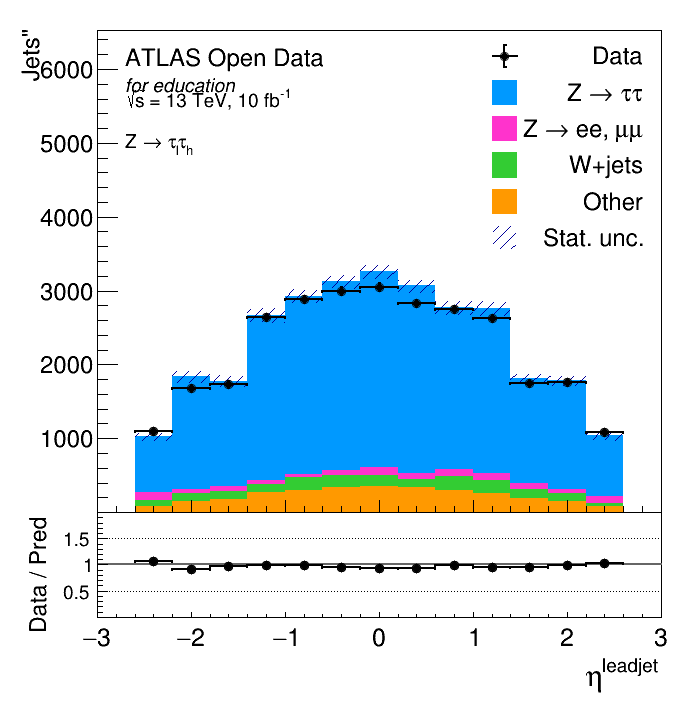 Jets"
ATLAS Open Data
for education
√s = 13 TeV, 10 fb-1
Z → τlτh
Data
Z → ττ
Z → ee, μμ
W+jets
Other
Stat. unc.
6000
5000
4000
3000
2000
1000
Data / Pred
1.5
1
0.5
−3 −2 −1 0 1 2 3
ηleadjet